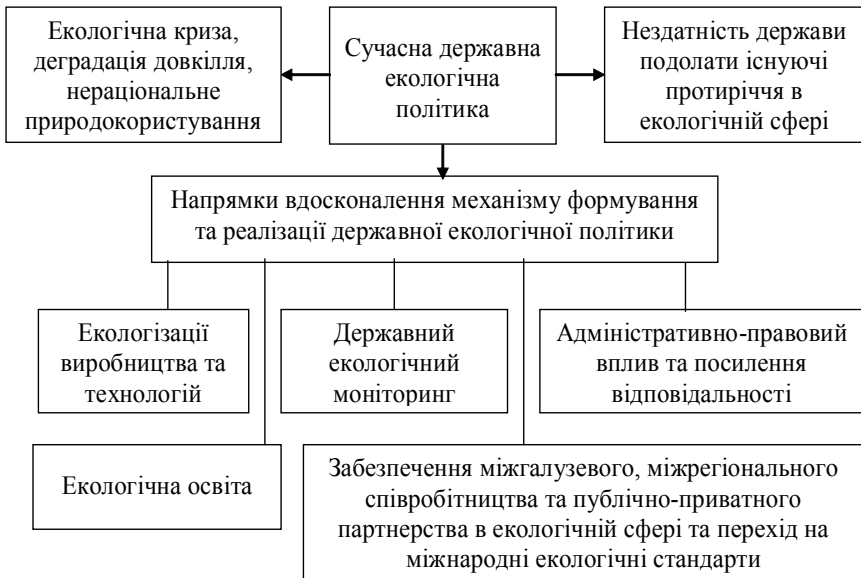 Екологічна криза,
деградація довкілля,
нераціональне
природокористування
Сучасна державна
екологічна
політика
Нездатність держави
подолати існуючі
протиріччя в
екологічній сфері
Напрямки вдосконалення механізму формування
та реалізації державної екологічної політики
Екологізації
виробництва та
технологій
Державний
екологічний
моніторинг
Адміністративно-правовий
вплив та посилення
відповідальності
Екологічна освіта
Забезпечення міжгалузевого, міжрегіонального
співробітництва та публічно-приватного
партнерства в екологічній сфері та перехід на
міжнародні екологічні стандарти